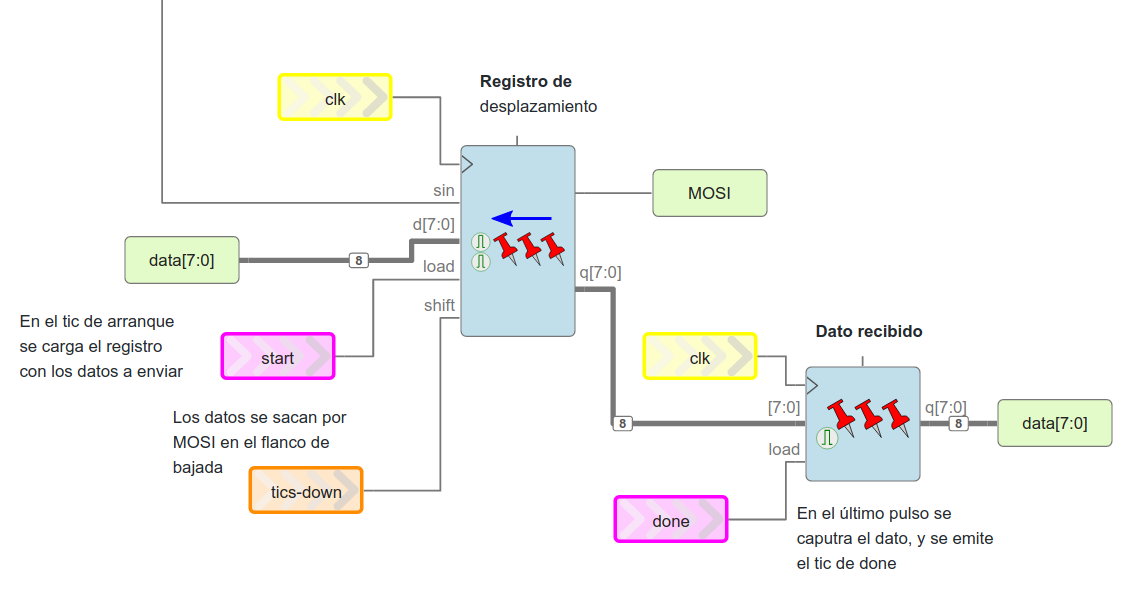 Registro de
desplazamiento
clk
sin
MOSI
d[7:0]
data[7:0]
8
load
q[7:0]
shift
En el tic de arranque
se carga el registro
con los datos a enviar
start
Dato recibido
clk
[7:0]
q[7:0]
8
8
data[7:0]
load
Los datos se sacan por
MOSI en el flanco de
bajada
tics-down
done
En el último pulso se
caputra el dato, y se emite
el tic de done